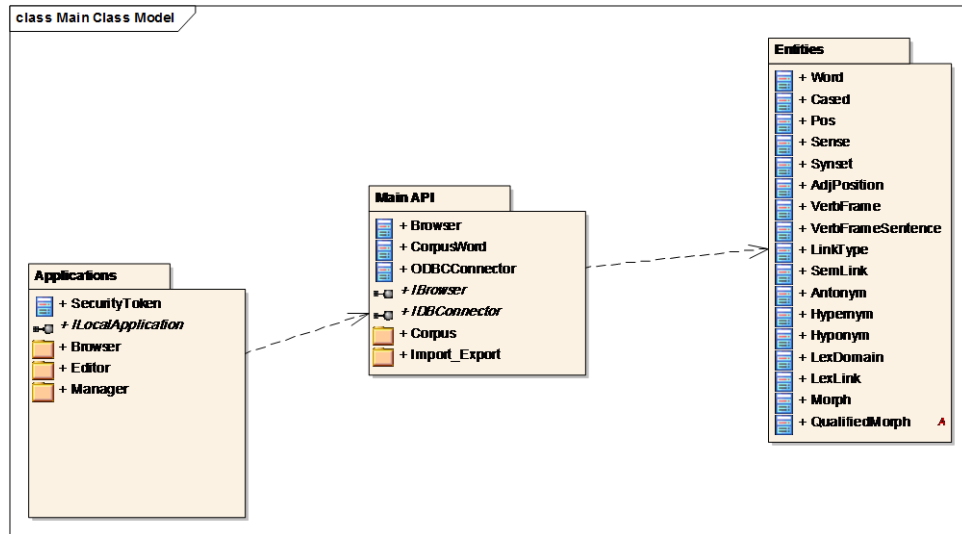 class Main Class Model
Applications
+ SecurityToken
+ ILocalApplication
+ Browser
+ Editor
+ Manager
Main API
+ Browser
+ CorpusWord
+ ODBCConnector
+ IBrowser
+ IDBConnector
+ Corpus
+ Import_Export
Entities
+ Word
+ Cased
+ Pos
+ Sense
+ Synset
+ AdjPosition
+ VerbFrame
+ VerbFrameSentence
+ LinkType
+ SemLink
+ Antonym
+ Hypernym
+ Hyponym
+ LexDomain
+ LexLink
+ Morph
+ QualifiedMorph A